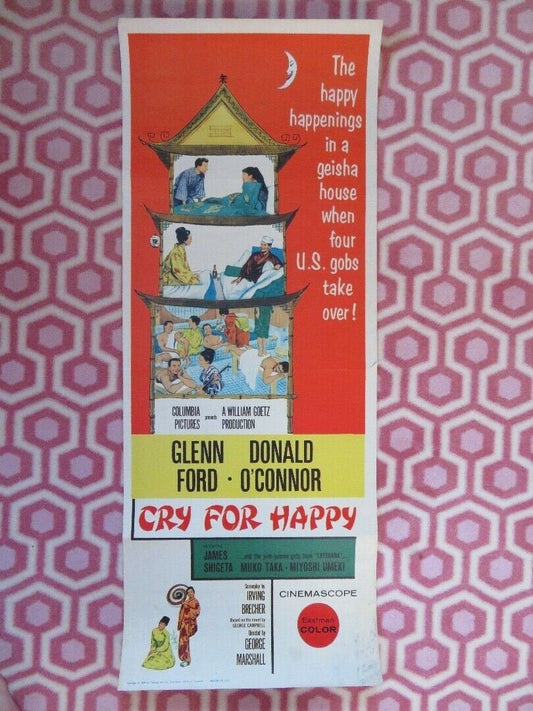 The
happy
happenings
in a
geisha
house
when
four
U.S. gobs
take
over!
COLUMBIA PICTURES presents A WILLIAM GOETZ PRODUCTION
GLENN FORD · DONALD O'CONNOR
CRY FOR HAPPY
JAMES SHIGETA
MIIKO TAKA · MIYOSHI UMEKI
Screenplay by
IRVING
BRECHER
Based on the novel by
GEORGE CAMPBELL
Directed by
GEORGE
MARSHALL
CINEMASCOPE
Eastman
COLOR